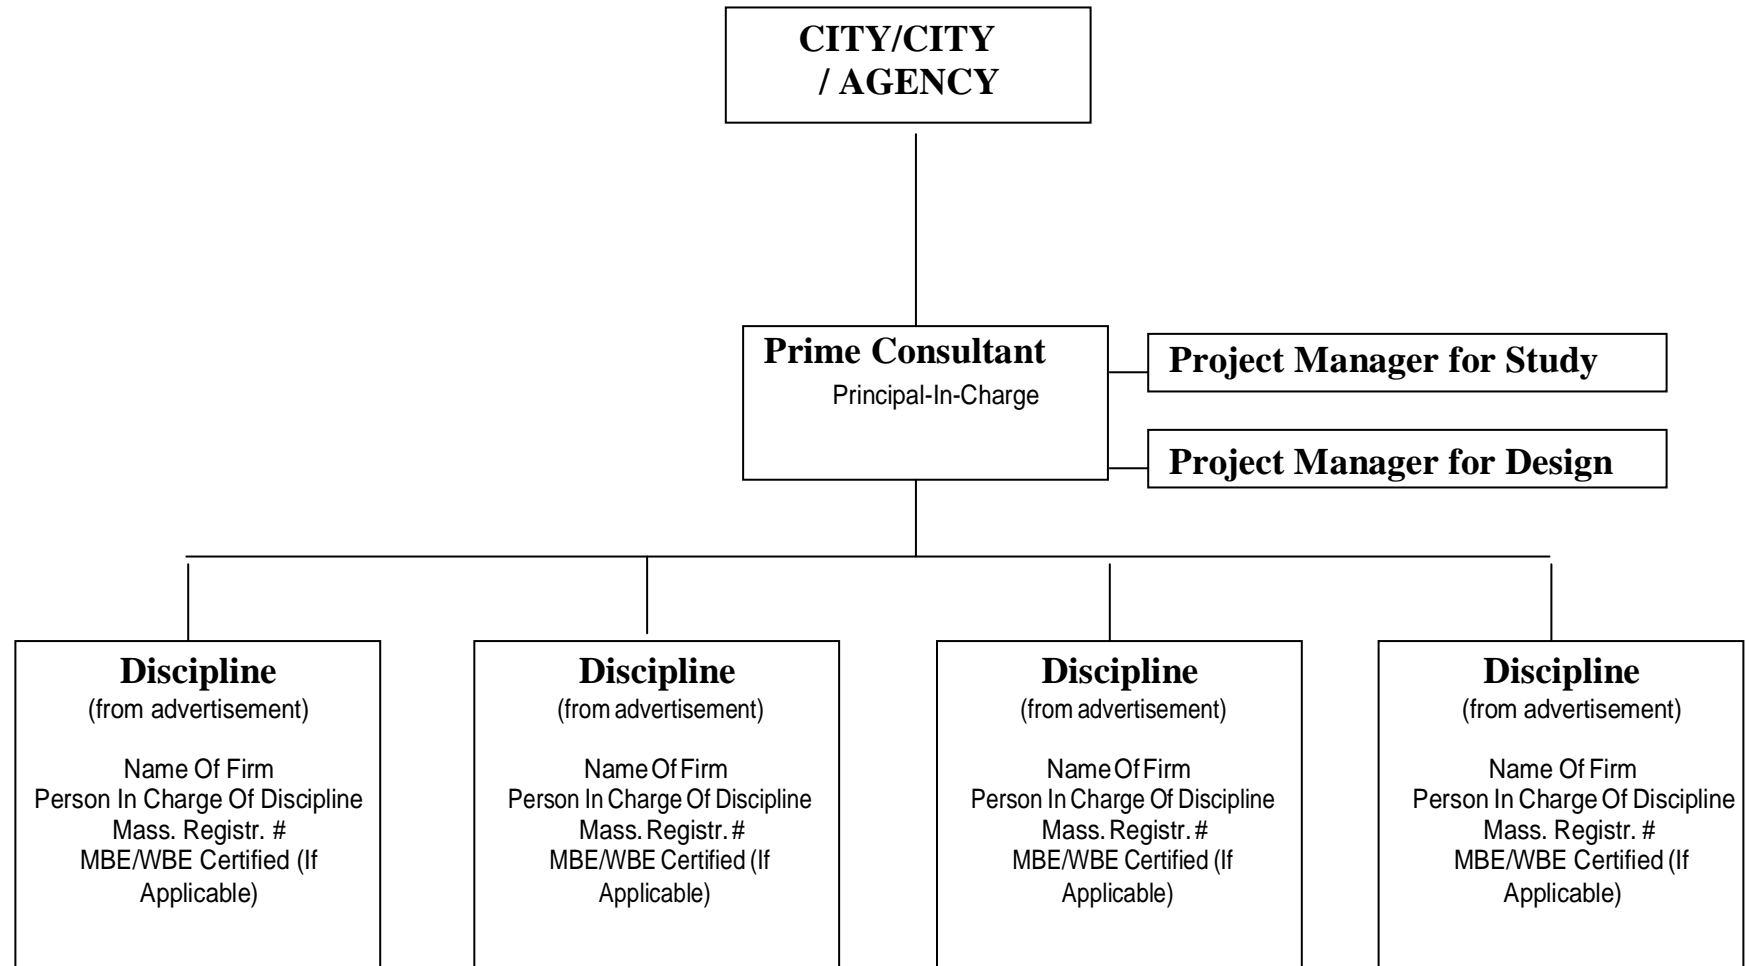 CITY/CITY
/ AGENCY
Prime Consultant
Principal-In-Charge
Project Manager for Study
Project Manager for Design
Discipline
(from advertisement)
Name Of Firm
Person In Charge Of Discipline
Mass. Registr. #
MBE/WBE Certified (If
Applicable)
Discipline
(from advertisement)
Name Of Firm
Person In Charge Of Discipline
Mass. Registr. #
MBE/WBE Certified (If
Applicable)
Discipline
(from advertisement)
Name Of Firm
Person In Charge Of Discipline
Mass. Registr. #
MBE/WBE Certified (If
Applicable)
Discipline
(from advertisement)
Name Of Firm
Person In Charge Of Discipline
Mass. Registr. #
MBE/WBE Certified (If
Applicable)